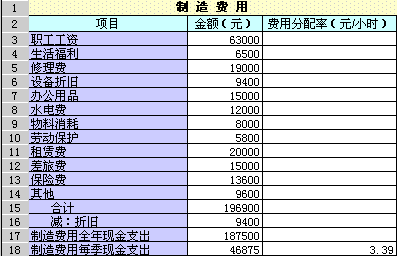 1 制 造 费 用
2 项目 金额（元） 费用分配率（元/小时）
3 职工工资 63000
4 生活福利 6500
5 修理费 19000
6 设备折旧 9400
7 办公用品 15000
8 水电费 12000
9 物料消耗 8000
10 劳动保护 5800
11 租赁费 20000
12 差旅费 15000
13 保险费 13600
14 其他 9600
15 合计 196900
16 减：折旧 9400
17 制造费用全年现金支出 187500
18 制造费用每季现金支出 46875 3.39